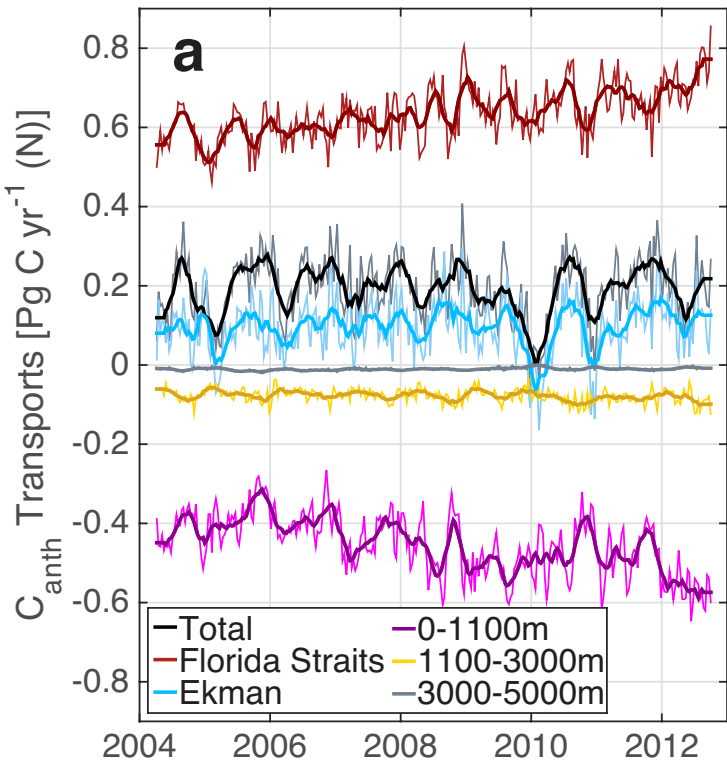 a
C_anth Transports [Pg C yr^-1 (N)]
0.8
0.6
0.4
0.2
0
-0.2
-0.4
-0.6
-0.8
Total
Florida Straits
Ekman
0-1100m
1100-3000m
3000-5000m
2004 2006 2008 2010 2012